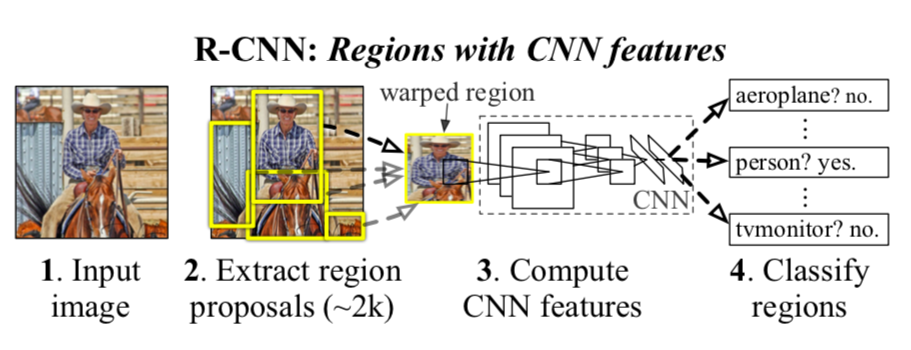 R-CNN: Regions with CNN features
warped region
aeroplane? no.
person? yes.
tvmonitor? no.
CNN
1. Input
image
2. Extract region
proposals (~2k)
3. Compute
CNN features
4. Classify
regions